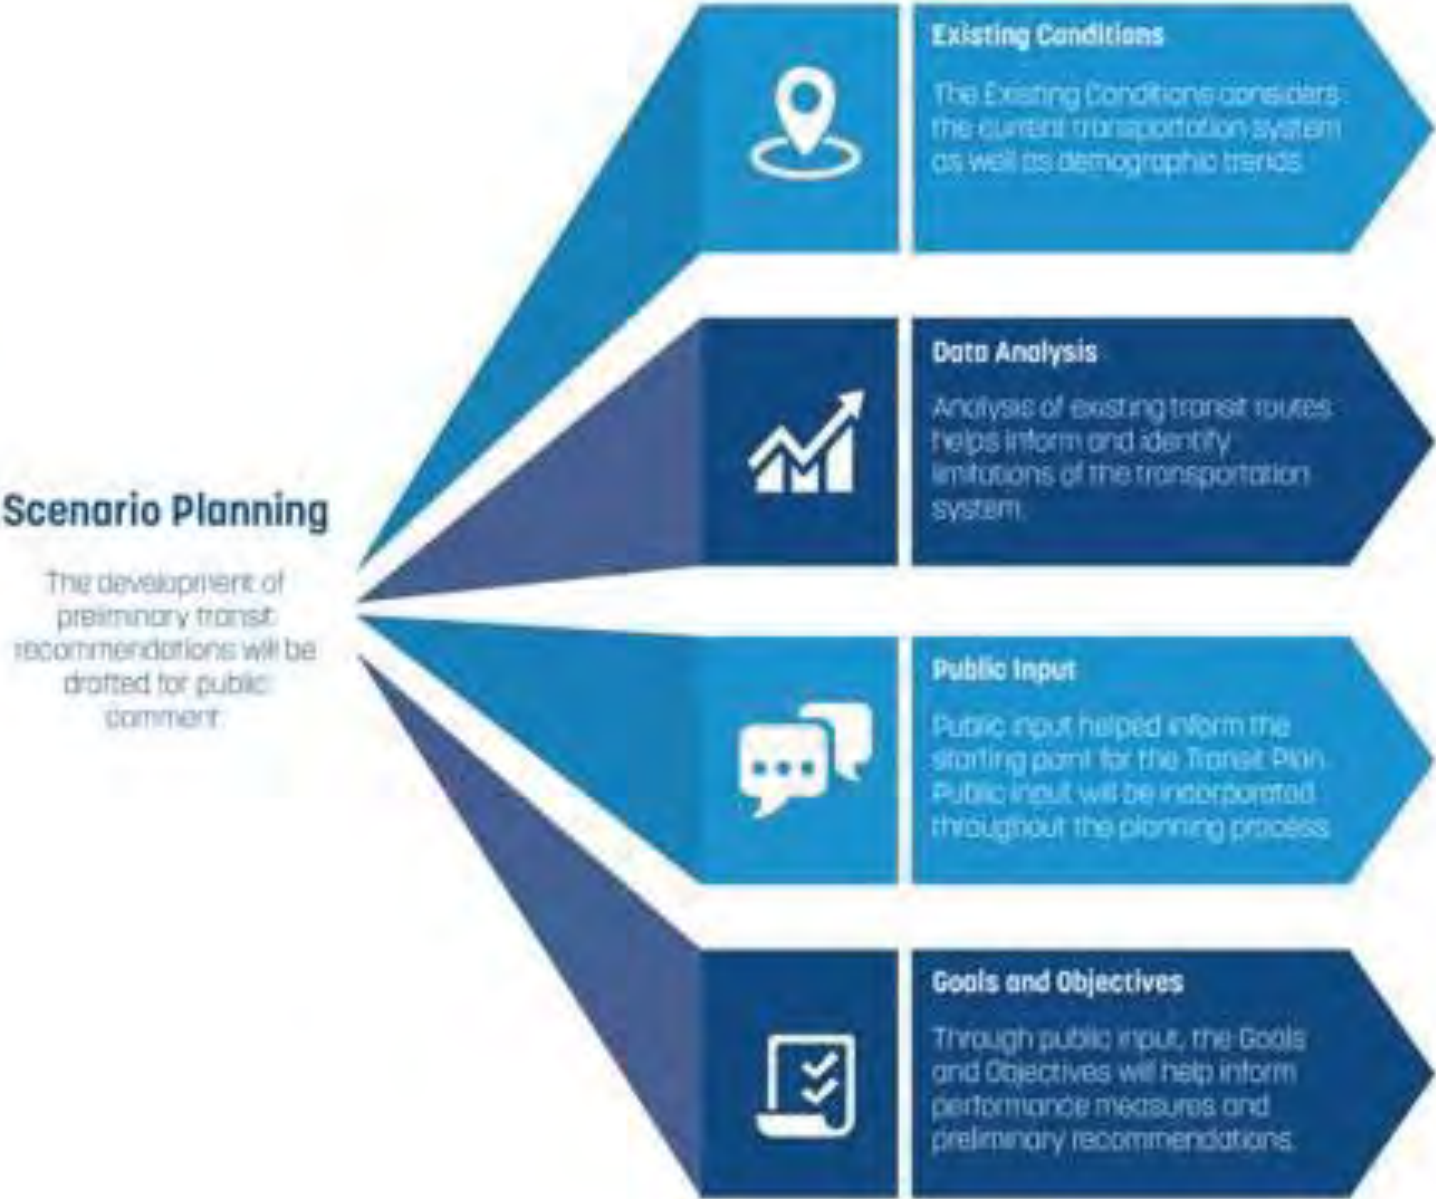 Scenario Planning
The development of
preliminary transit
recommendations will be
drafted for public
comment
Existing Conditions
The Existing Conditions considers
the current transportation system
as well as demographic trends.
Data Analysis
Analysis of existing transit routes
helps inform and identify
limitations of the transportation
system.
Public Input
Public input helped inform the
starting point for the Transit Plan.
Public input will be incorporated
throughout the planning process.
Goals and Objectives
Through public input, the Goals
and Objectives will help inform
performance measures and
preliminary recommendations.